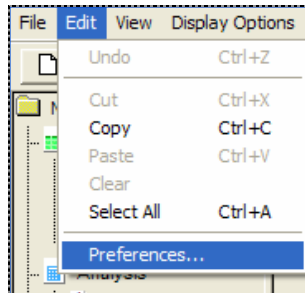 File Edit View Display Options
Undo Ctrl+Z
Cut Ctrl+X
Copy Ctrl+C
Paste Ctrl+V
Clear
Select All Ctrl+A
Preferences...
Analysis